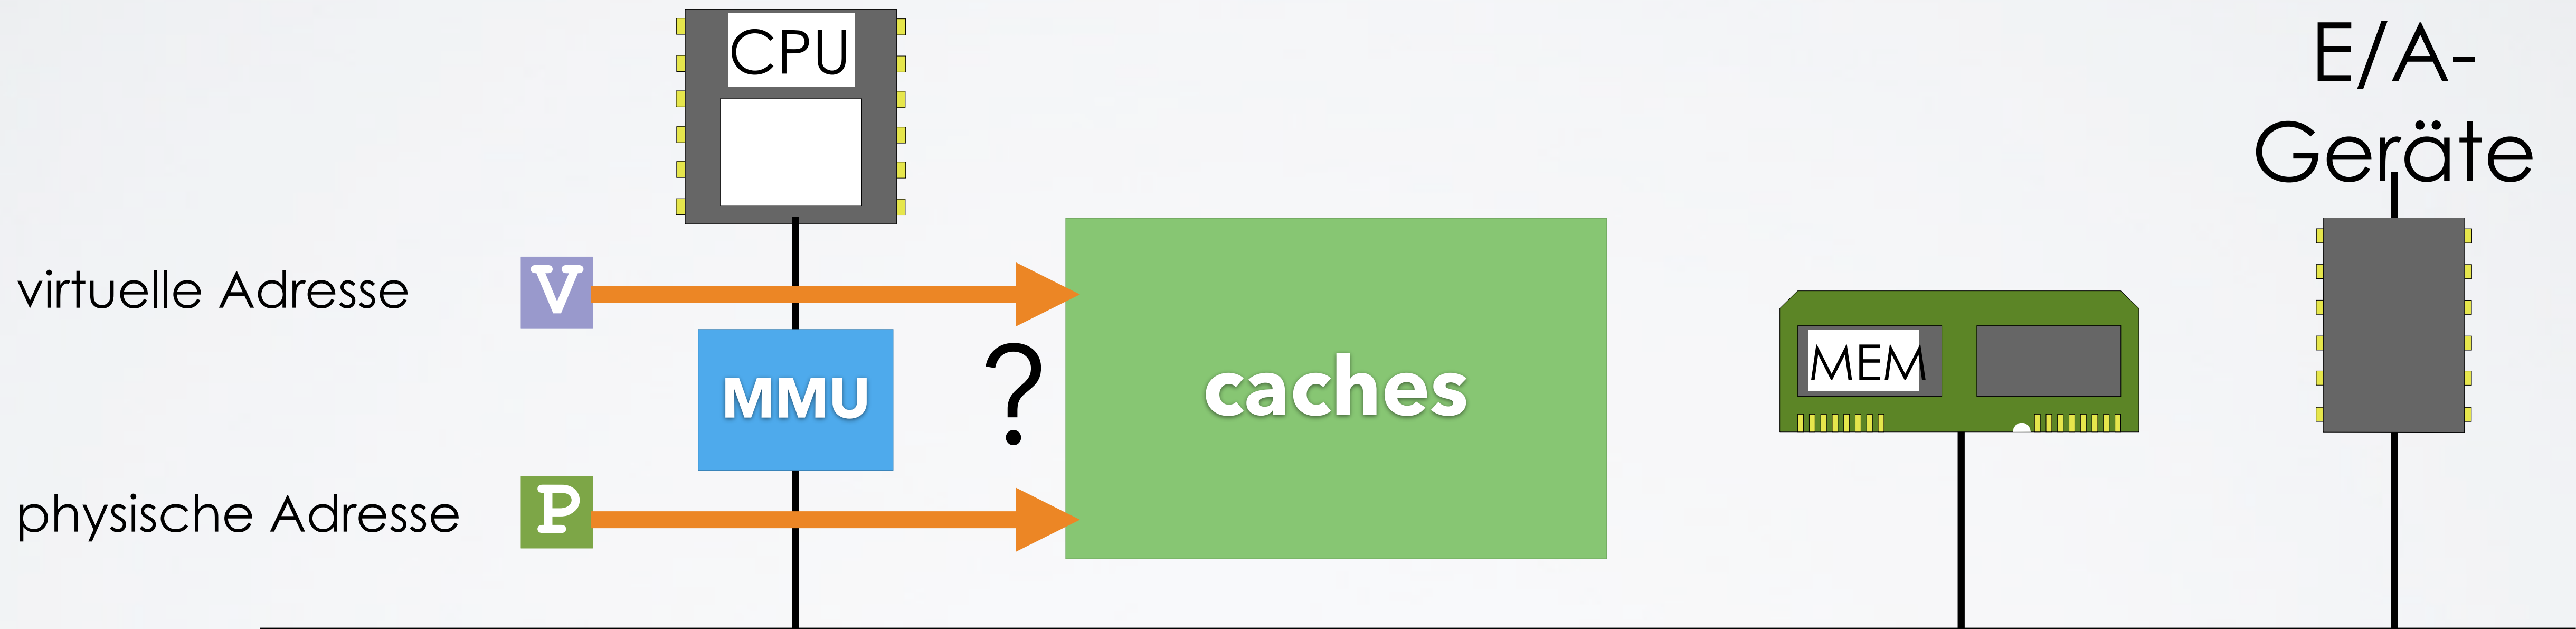 CPU
E/A-
Geräte
virtuelle Adresse
V
?
MMU
caches
MEM
physische Adresse
P